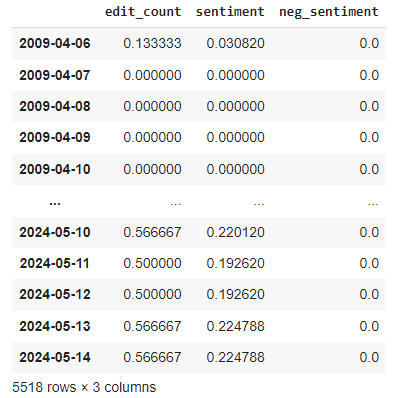 edit_count sentiment neg_sentiment
2009-04-06 0.133333 0.030820 0.0
2009-04-07 0.000000 0.000000 0.0
2009-04-08 0.000000 0.000000 0.0
2009-04-09 0.000000 0.000000 0.0
2009-04-10 0.000000 0.000000 0.0
... ... ... ...
2024-05-10 0.566667 0.220120 0.0
2024-05-11 0.500000 0.192620 0.0
2024-05-12 0.500000 0.192620 0.0
2024-05-13 0.566667 0.224788 0.0
2024-05-14 0.566667 0.224788 0.0
5518 rows × 3 columns